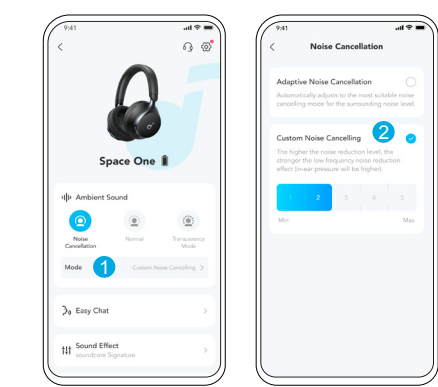 9:41
Space One
Ambient Sound
Noise
Cancellation
Normal
Transparency
Mode
Mode
1
Custom Noise Cancelling
Easy Chat
Sound Effect
soundcore Signature
9:41
Noise Cancellation
Adaptive Noise Cancellation
Automatically adjusts to the most suitable noise
cancelling mode for the surrounding noise level.
Custom Noise Cancelling
2
The higher the noise reduction level, the
stronger the low frequency noise reduction
effect (in-ear pressure will be higher).
1 2 3 4 5
Min Max